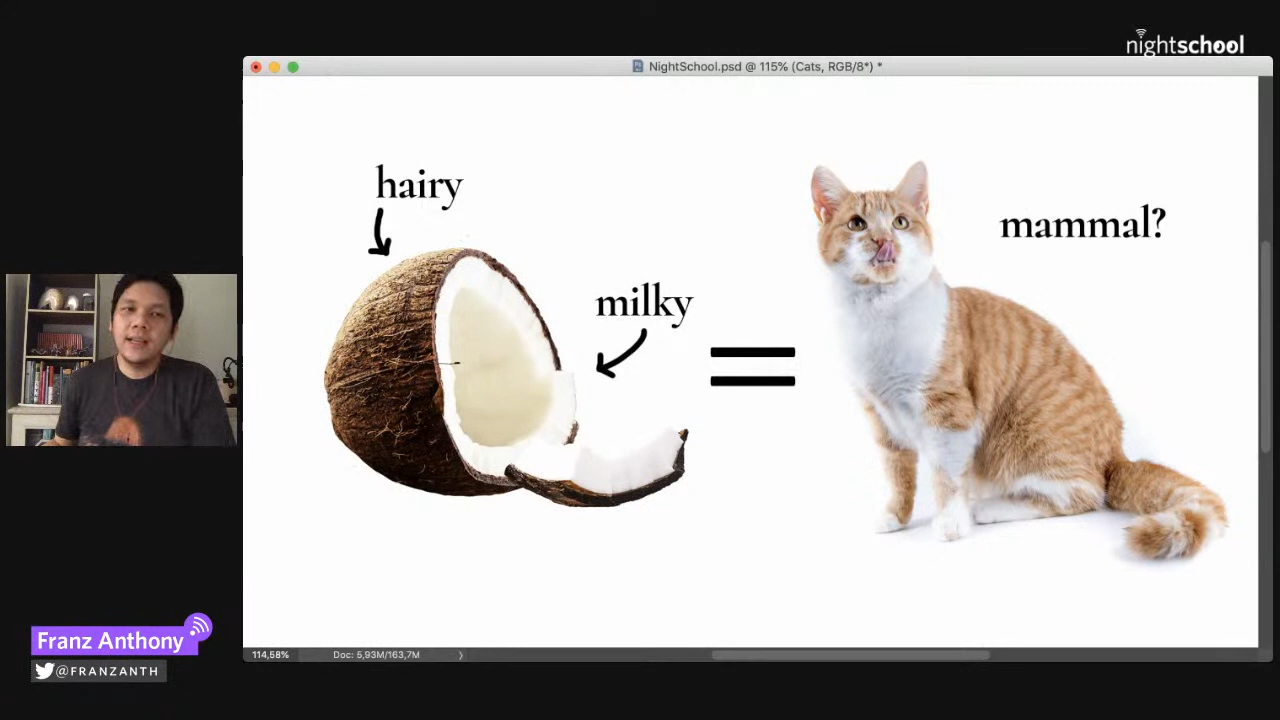 nightschool
NightSchool.psd @ 115% (Cats, RGB/8*) *
hairy
milky
mammal?
114,58%
Doc: 5,93M/163,7M
Franz Anthony
@FRANZANTH